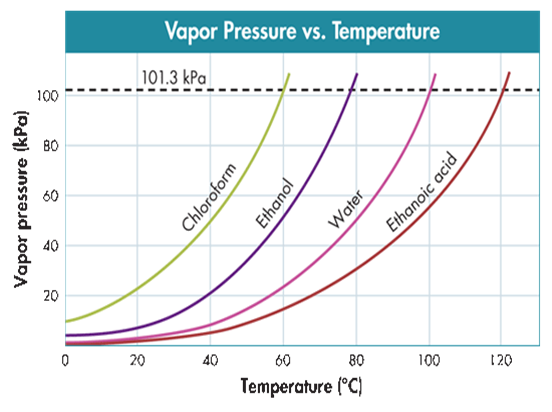 Vapor Pressure vs. Temperature
101.3 kPa
Vapor pressure (kPa)
100
80
60
40
20
Chloroform
Ethanol
Water
Ethanoic acid
0 20 40 60 80 100 120
Temperature (°C)